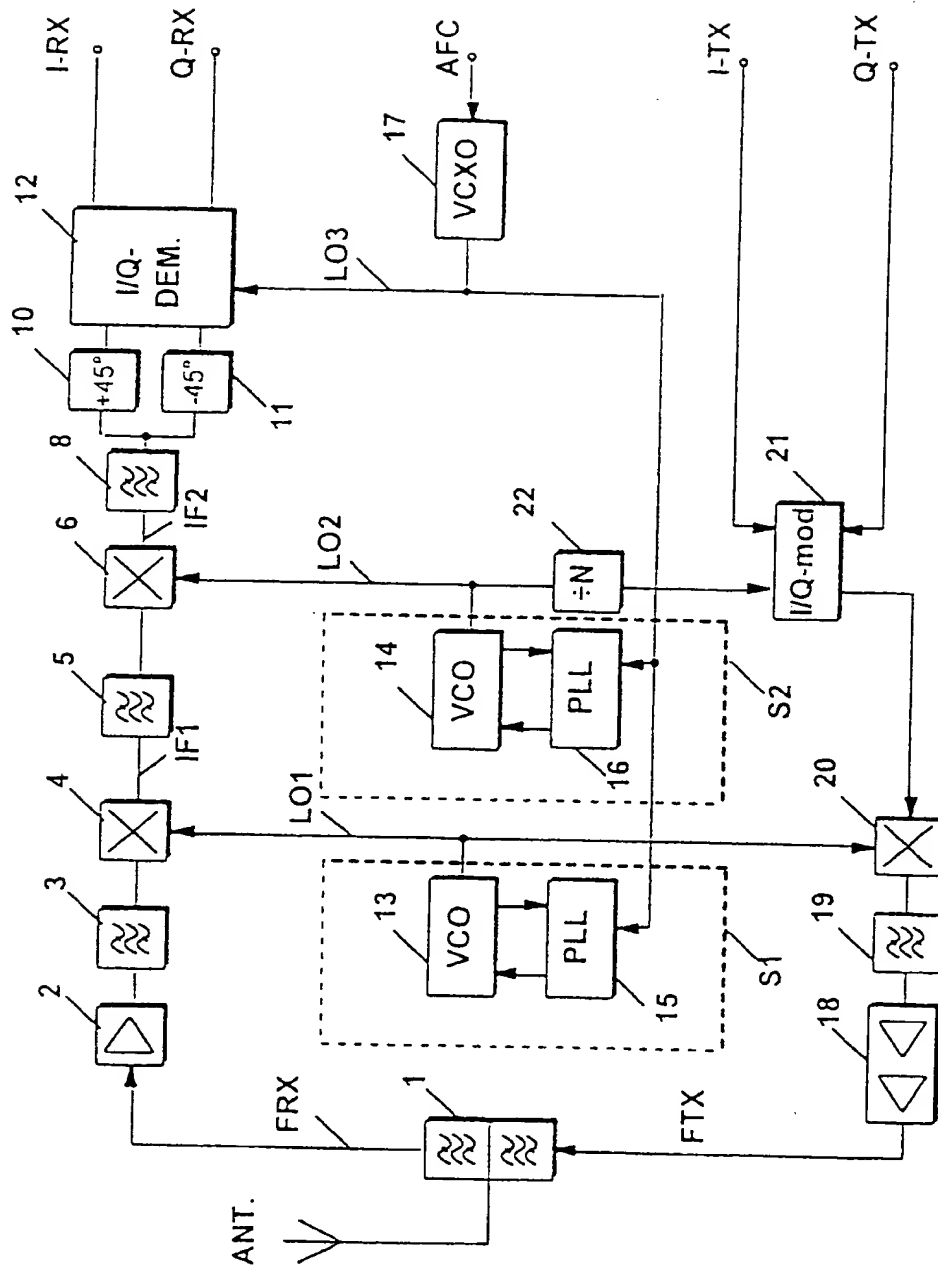 ANT.
FRX
FTX
1
2
3
4
IF1
5
6
IF2
8
10
+45°
-45°
11
12
I/Q-
DEM.
I-RX
Q-RX
LO1
LO2
LO3
13
VCO
PLL
15
S1
14
VCO
PLL
16
S2
22
÷N
17
VCXO
AFC
18
19
20
21
I/Q-mod
I-TX
Q-TX